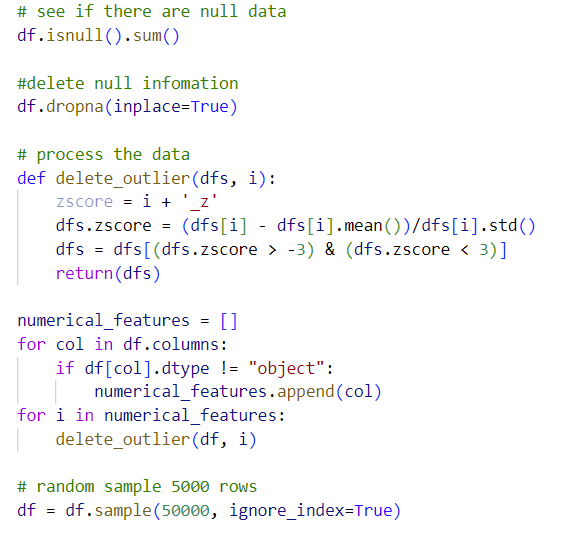 # see if there are null data
df.isnull().sum()
#delete null infomation
df.dropna(inplace=True)
# process the data
def delete_outlier(dfs, i):
    zscore = i + '_z'
    dfs.zscore = (dfs[i] - dfs[i].mean())/dfs[i].std()
    dfs = dfs[(dfs.zscore > -3) & (dfs.zscore < 3)]
    return(dfs)
numerical_features = []
for col in df.columns:
    if df[col].dtype != "object":
        numerical_features.append(col)
for i in numerical_features:
    delete_outlier(df, i)
# random sample 5000 rows
df = df.sample(50000, ignore_index=True)